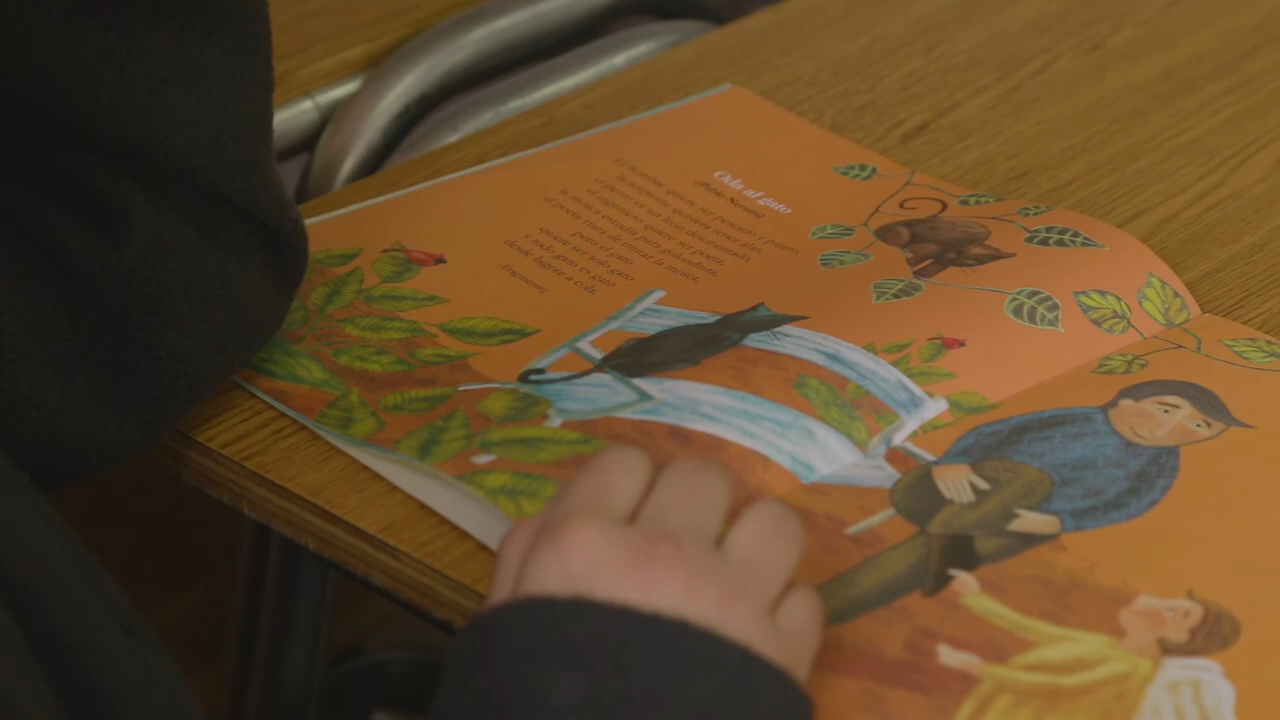 Oda al gato
(Pablo Neruda)
El hombre quiere ser pescado y pájaro,
la serpiente quisiera tener alas,
el perro es un león desorientado,
el ingeniero quiere ser poeta,
la mosca estudia para golondrina,
el poeta trata de imitar la mosca,
pero el gato
quiere ser sólo gato
y todo gato es gato
desde bigote a cola.
(Fragmento)